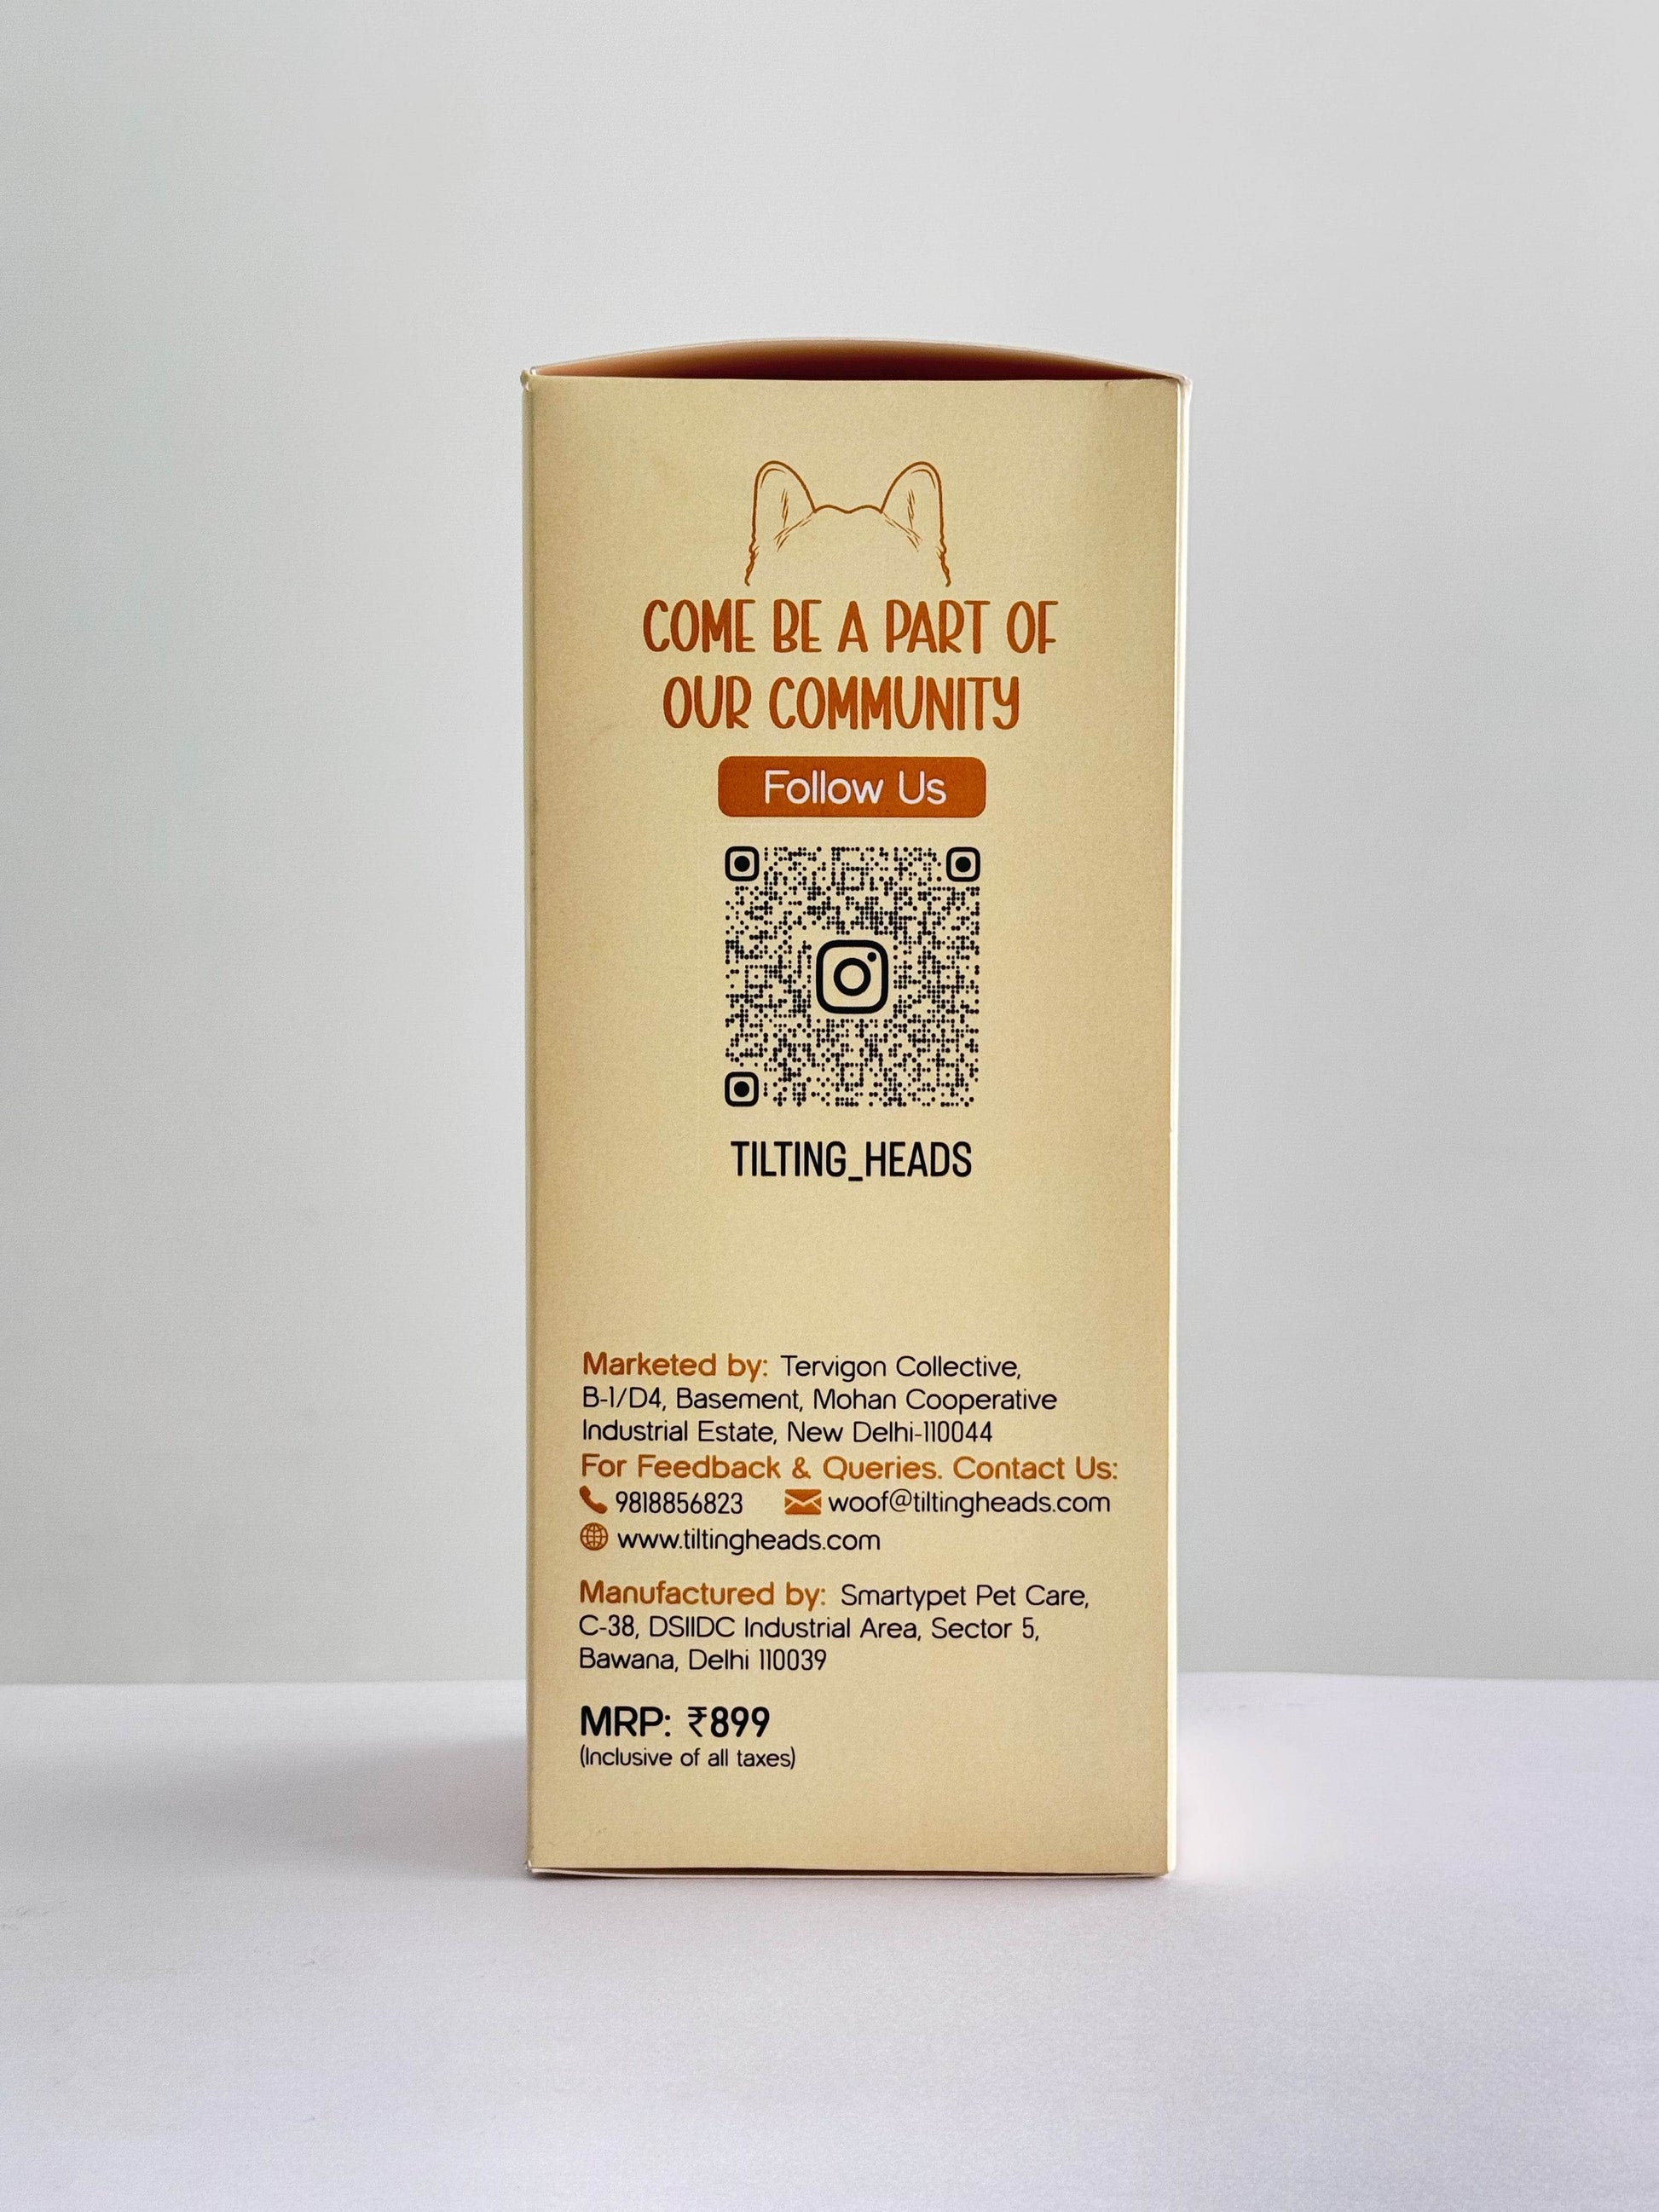 COME BE A PART OF
OUR COMMUNITY
Follow Us
TILTING_HEADS
Marketed by: Tervigon Collective,
B-1/D4, Basement, Mohan Cooperative
Industrial Estate, New Delhi-110044
For Feedback & Queries. Contact Us:
9818856823 woof@tiltingheads.com
www.tiltingheads.com
Manufactured by: Smartypet Pet Care,
C-38, DSIIDC Industrial Area, Sector 5,
Bawana, Delhi 110039
MRP: ₹899
(Inclusive of all taxes)